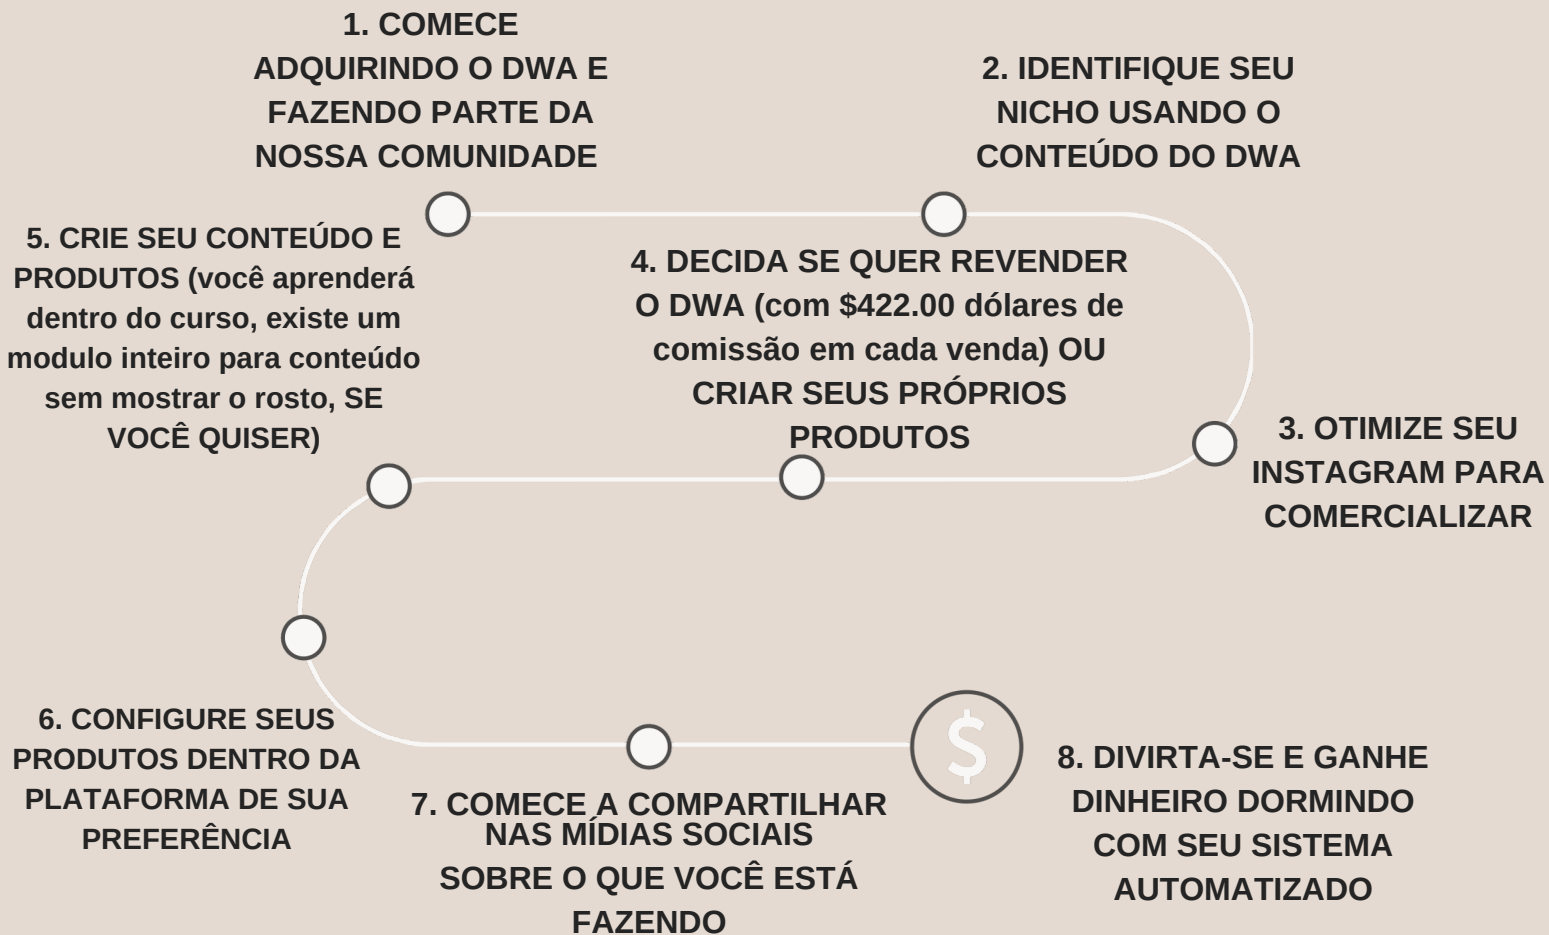 1. COMECE
ADQUIRINDO O DWA E
FAZENDO PARTE DA
NOSSA COMUNIDADE
2. IDENTIFIQUE SEU
NICHO USANDO O
CONTEÚDO DO DWA
3. OTIMIZE SEU
INSTAGRAM PARA
COMERCIALIZAR
4. DECIDA SE QUER REVENDER
O DWA (com $422.00 dólares de
comissão em cada venda) OU
CRIAR SEUS PRÓPRIOS
PRODUTOS
5. CRIE SEU CONTEÚDO E
PRODUTOS (você aprenderá
dentro do curso, existe um
modulo inteiro para conteúdo
sem mostrar o rosto, SE
VOCÊ QUISER)
6. CONFIGURE SEUS
PRODUTOS DENTRO DA
PLATAFORMA DE SUA
PREFERÊNCIA
7. COMECE A COMPARTILHAR
NAS MÍDIAS SOCIAIS
SOBRE O QUE VOCÊ ESTÁ
FAZENDO
$
8. DIVIRTA-SE E GANHE
DINHEIRO DORMINDO
COM SEU SISTEMA
AUTOMATIZADO